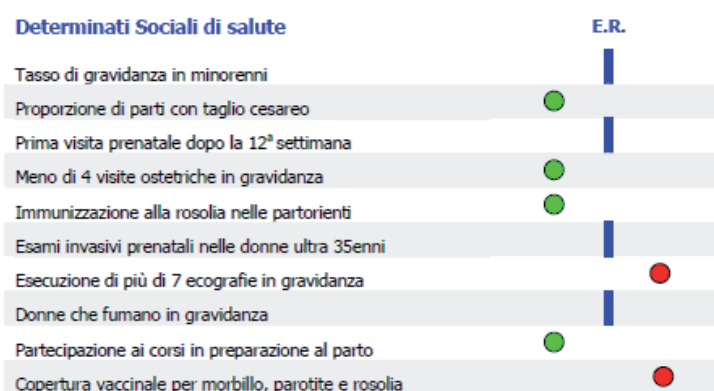 Determinati Sociali di salute E.R.
Tasso di gravidanza in minorenni
Proporzione di parti con taglio cesareo
Prima visita prenatale dopo la 12ª settimana
Meno di 4 visite ostetriche in gravidanza
Immunizzazione alla rosolia nelle partorienti
Esami invasivi prenatali nelle donne ultra 35enni
Esecuzione di più di 7 ecografie in gravidanza
Donne che fumano in gravidanza
Partecipazione ai corsi in preparazione al parto
Copertura vaccinale per morbillo, parotite e rosolia